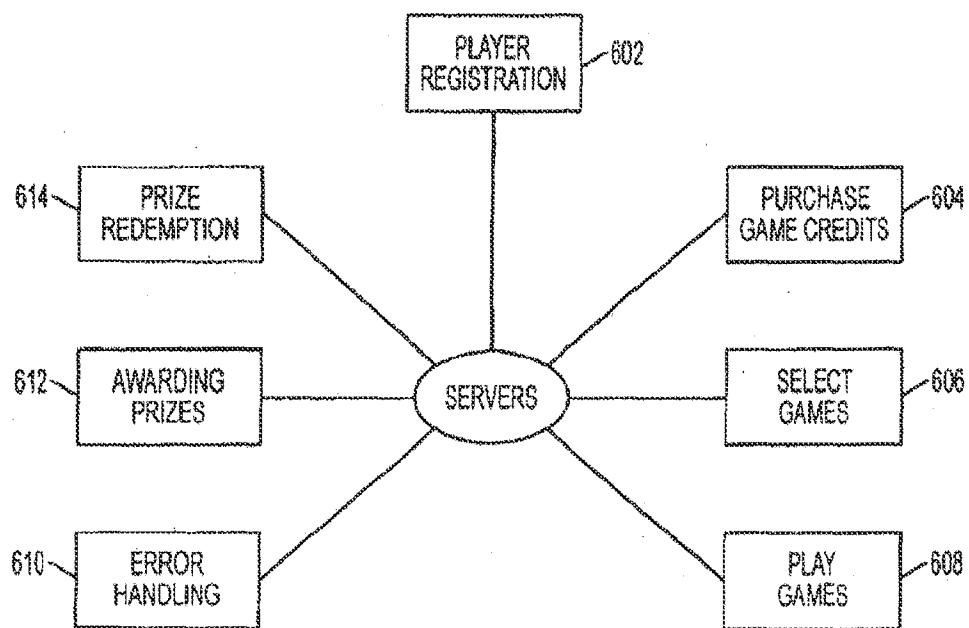 PLAYER
REGISTRATION
602
614
PRIZE
REDEMPTION
PURCHASE
GAME CREDITS
604
612
AWARDING
PRIZES
SERVERS
SELECT
GAMES
606
610
ERROR
HANDLING
PLAY
GAMES
608